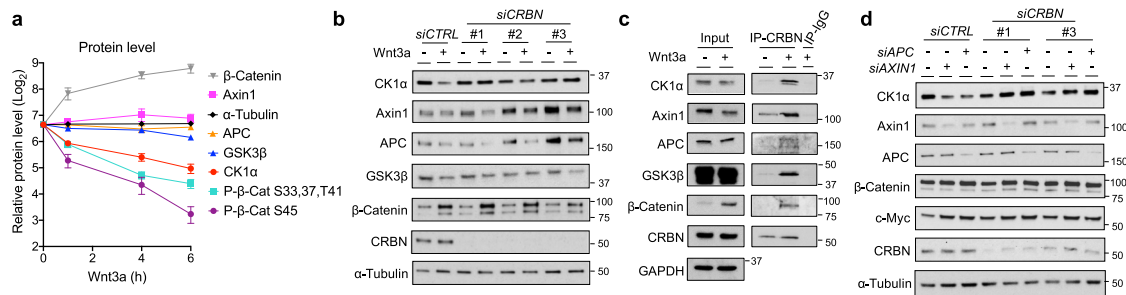 a
Protein level
Relative protein level (Log2)
9
8
7
6
5
4
3
2
0 2 4 6
Wnt3a (h)
β-Catenin
Axin1
α-Tubulin
APC
GSK3β
CK1α
P-β-Cat S33,37,T41
P-β-Cat S45
b
siCRBN
siCTRL #1 #2 #3
- + - + - + - + Wnt3a
CK1α 37
Axin1 100
APC 150
GSK3β 37
β-Catenin 100
75
CRBN 50
α-Tubulin 50
c
Input IP-CRBN IP-IgG
Wnt3a - + - + +
CK1α 37
Axin1 100
APC 150
GSK3β 50
37
β-Catenin 100
75
CRBN 50
GAPDH 37
d
siCRBN
siCTRL #1 #3
siAPC - - + - - + - - +
siAXIN1 - + - - + - - + -
CK1α 37
Axin1 100
APC 150
β-Catenin 100
75
c-Myc 50
CRBN 50
α-Tubulin 50